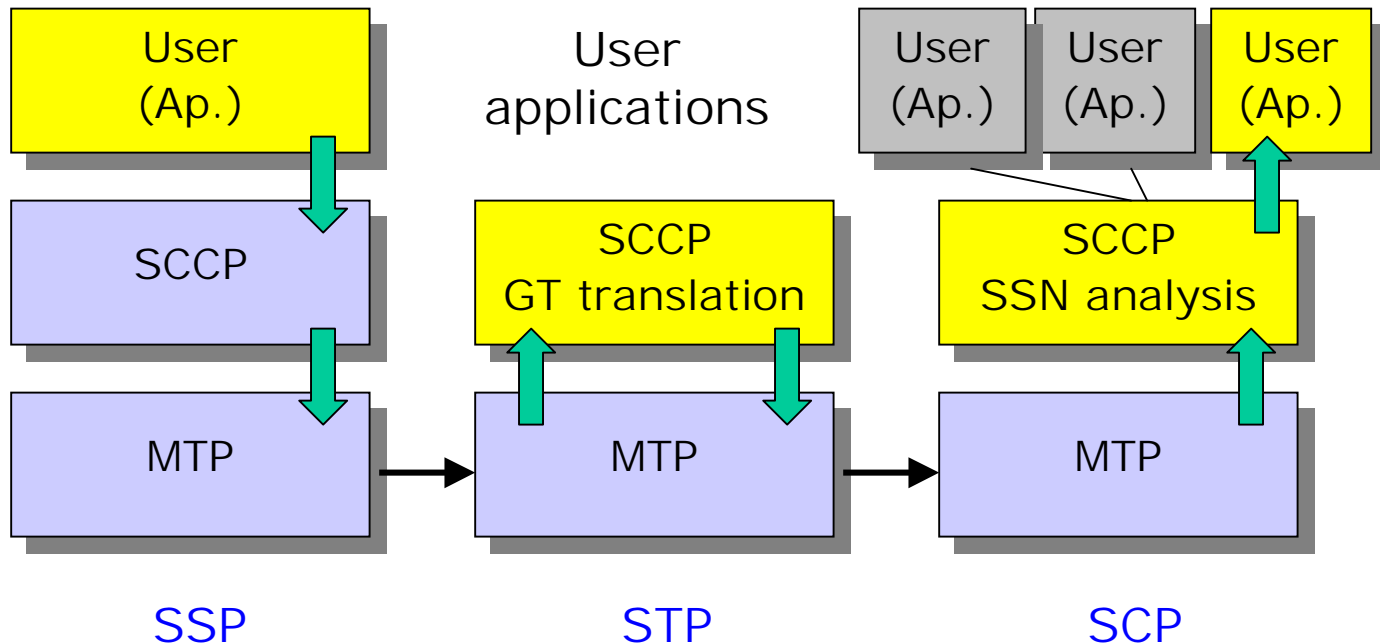 User
(Ap.)
User
applications
User
(Ap.)
User
(Ap.)
User
(Ap.)
SCCP
SCCP
GT translation
SCCP
SSN analysis
MTP
MTP
MTP
SSP
STP
SCP